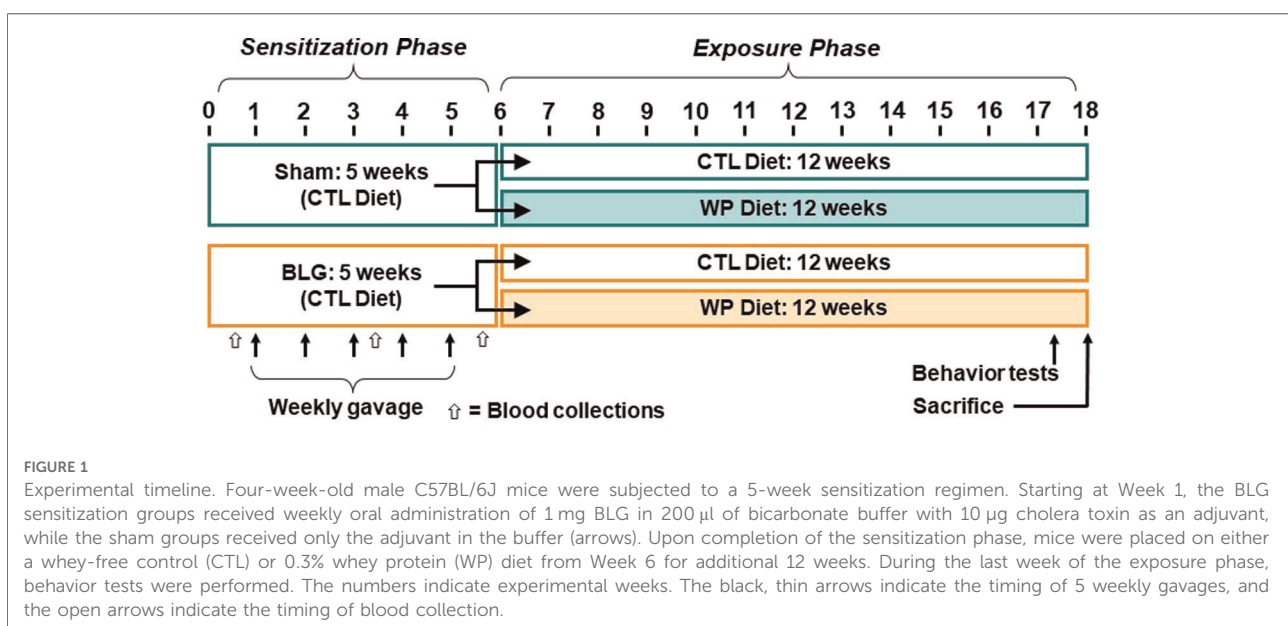 Sensitization Phase Exposure Phase
0 1 2 3 4 5 6 7 8 9 10 11 12 13 14 15 16 17 18
Sham: 5 weeks
(CTL Diet)
CTL Diet: 12 weeks
WP Diet: 12 weeks
BLG: 5 weeks
(CTL Diet)
CTL Diet: 12 weeks
WP Diet: 12 weeks
Weekly gavage
⇧ = Blood collections
Behavior tests
Sacrifice
FIGURE 1
Experimental timeline. Four-week-old male C57BL/6J mice were subjected to a 5-week sensitization regimen. Starting at Week 1, the BLG
sensitization groups received weekly oral administration of 1 mg BLG in 200 µl of bicarbonate buffer with 10 µg cholera toxin as an adjuvant,
while the sham groups received only the adjuvant in the buffer (arrows). Upon completion of the sensitization phase, mice were placed on either
a whey-free control (CTL) or 0.3% whey protein (WP) diet from Week 6 for additional 12 weeks. During the last week of the exposure phase,
behavior tests were performed. The numbers indicate experimental weeks. The black, thin arrows indicate the timing of 5 weekly gavages, and
the open arrows indicate the timing of blood collection.